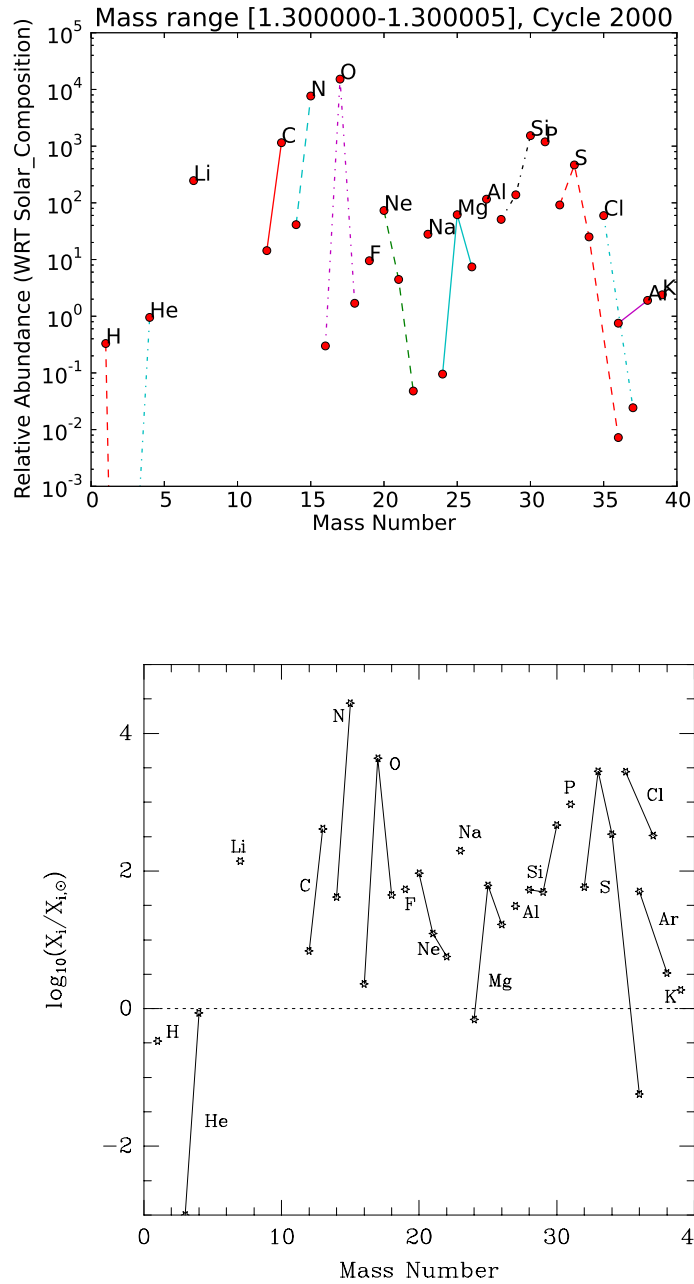 Mass range [1.300000-1.300005], Cycle 2000
Relative Abundance (WRT Solar_Composition)
10^5
10^4
10^3
10^2
10^1
10^0
10^-1
10^-2
10^-3
H
He
Li
C
N
O
F
Ne
Na
Mg
Al
Si
P
S
Cl
Ar
K
0 5 10 15 20 25 30 35 40
Mass Number
log10(Xi/Xi,⊙)
4
2
0
−2
H
He
Li
C
N
O
F
Ne
Na
Mg
Al
Si
P
S
Cl
Ar
K
0 10 20 30 4
Mass Number